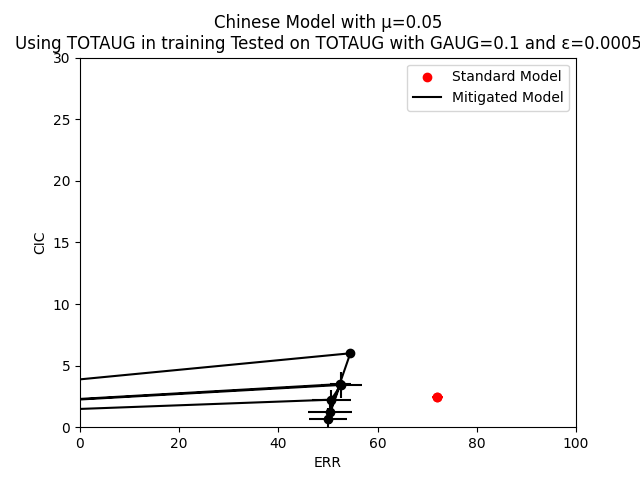 Chinese Model with μ=0.05
Using TOTAUG in training Tested on TOTAUG with GAUG=0.1 and ε=0.0005
30
25
20
15
10
5
0
CIC
Standard Model
Mitigated Model
0 20 40 60 80 100
ERR